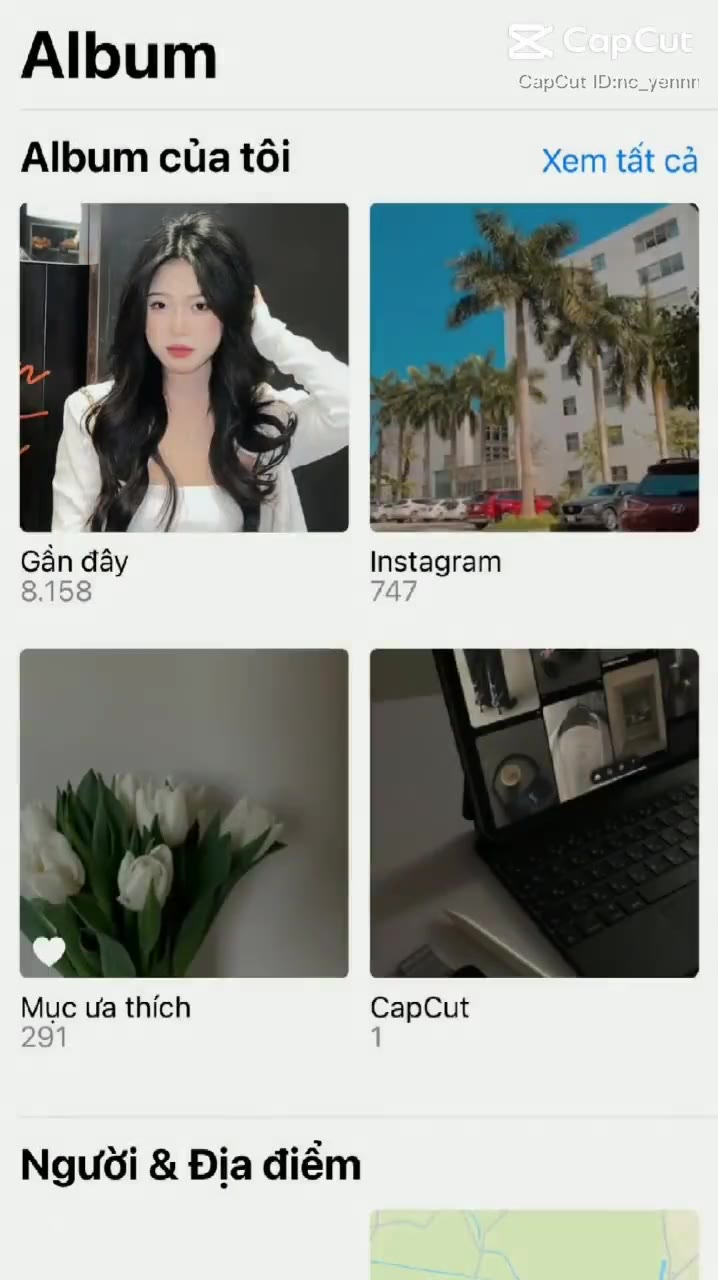 Album
CapCut
CapCut ID:nc_yennn
Album của tôi
Xem tất cả
Gần đây
8.158
Instagram
747
Mục ưa thích
291
CapCut
1
Người & Địa điểm